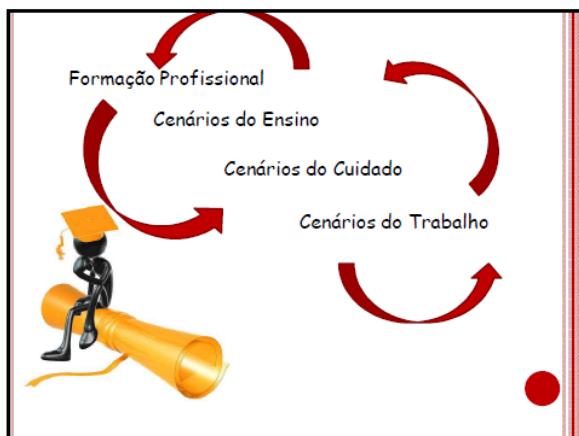 Formação Profissional
Cenários do Ensino
Cenários do Cuidado
Cenários do Trabalho